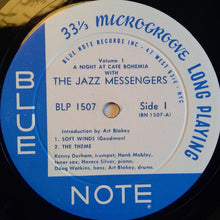 33⅓ MICROGROOVE LONG PLAYING
BLUE NOTE RECORDS INC · 47 WEST 63rd ST · NYC
Volume 1
A NIGHT AT CAFE BOHEMIA
WITH
THE JAZZ MESSENGERS
BLP 1507
Side 1
(BN 1507-A)
Introduction by Art Blakey
1. SOFT WINDS (Goodman)
2. THE THEME
Kenny Dorham, trumpet; Hank Mobley,
tenor sax; Horace Silver, piano;
Doug Watkins, bass; Art Blakey, drums.
BLUE
NOTE